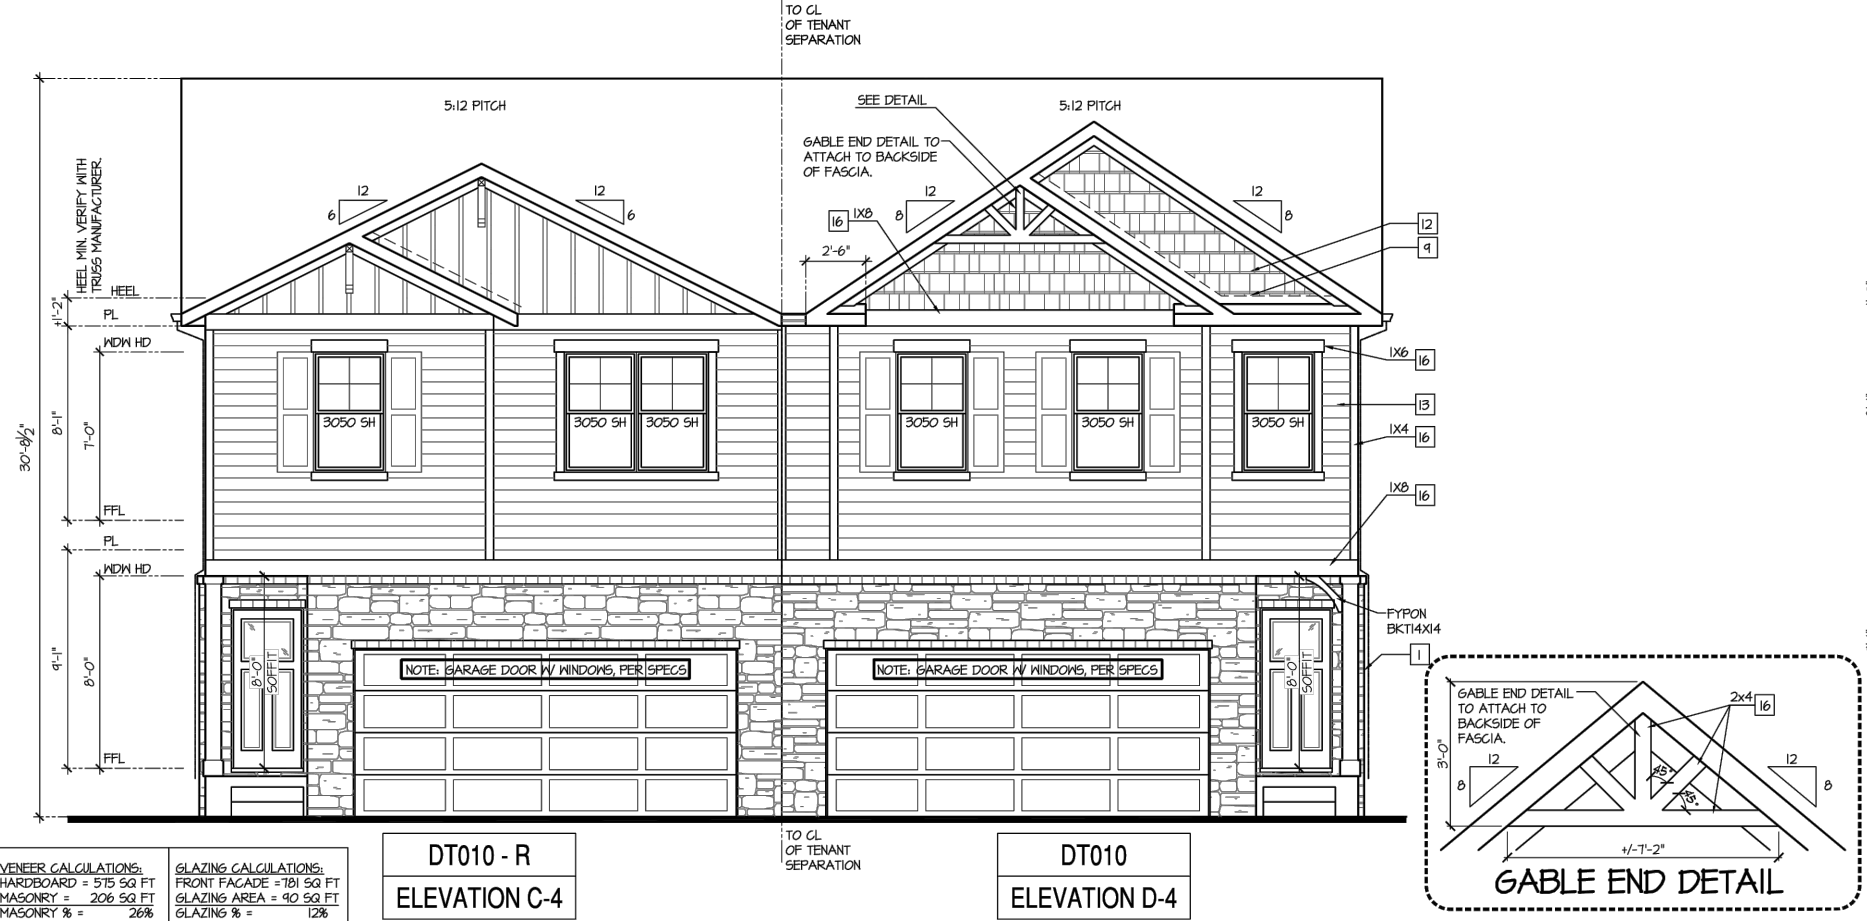 TO CL
OF TENANT
SEPARATION
5:12 PITCH
SEE DETAIL
5:12 PITCH
GABLE END DETAIL TO
ATTACH TO BACKSIDE
OF FASCIA.
HEEL MIN. VERIFY WITH
TRUSS MANUFACTURER.
12
6
12
6
12
8
12
8
16 1X8
2'-6"
12
9
HEEL
+1'-2"
PL
WDW HD
1X6 16
13
1X4 16
1X8 16
30'-8½"
8'-1"
7'-0"
3050 SH
3050 SH
3050 SH
3050 SH
3050 SH
3050 SH
FFL
PL
WDW HD
9'-1"
8'-0"
8'-0"
SOFFIT
NOTE: GARAGE DOOR W/ WINDOWS, PER SPECS
NOTE: GARAGE DOOR W/ WINDOWS, PER SPECS
8'-0"
SOFFIT
FYPON
BKT14X14
1
FFL
GABLE END DETAIL
TO ATTACH TO
BACKSIDE OF
FASCIA.
2x4 16
3'-0"
12
8
12
8
45°
45°
+/-7'-2"
GABLE END DETAIL
TO CL
OF TENANT
SEPARATION
DT010 - R
ELEVATION C-4
DT010
ELEVATION D-4
VENEER CALCULATIONS:
HARDBOARD = 575 SQ FT
MASONRY = 206 SQ FT
MASONRY % = 26%
GLAZING CALCULATIONS:
FRONT FACADE =781 SQ FT
GLAZING AREA = 90 SQ FT
GLAZING % = 12%